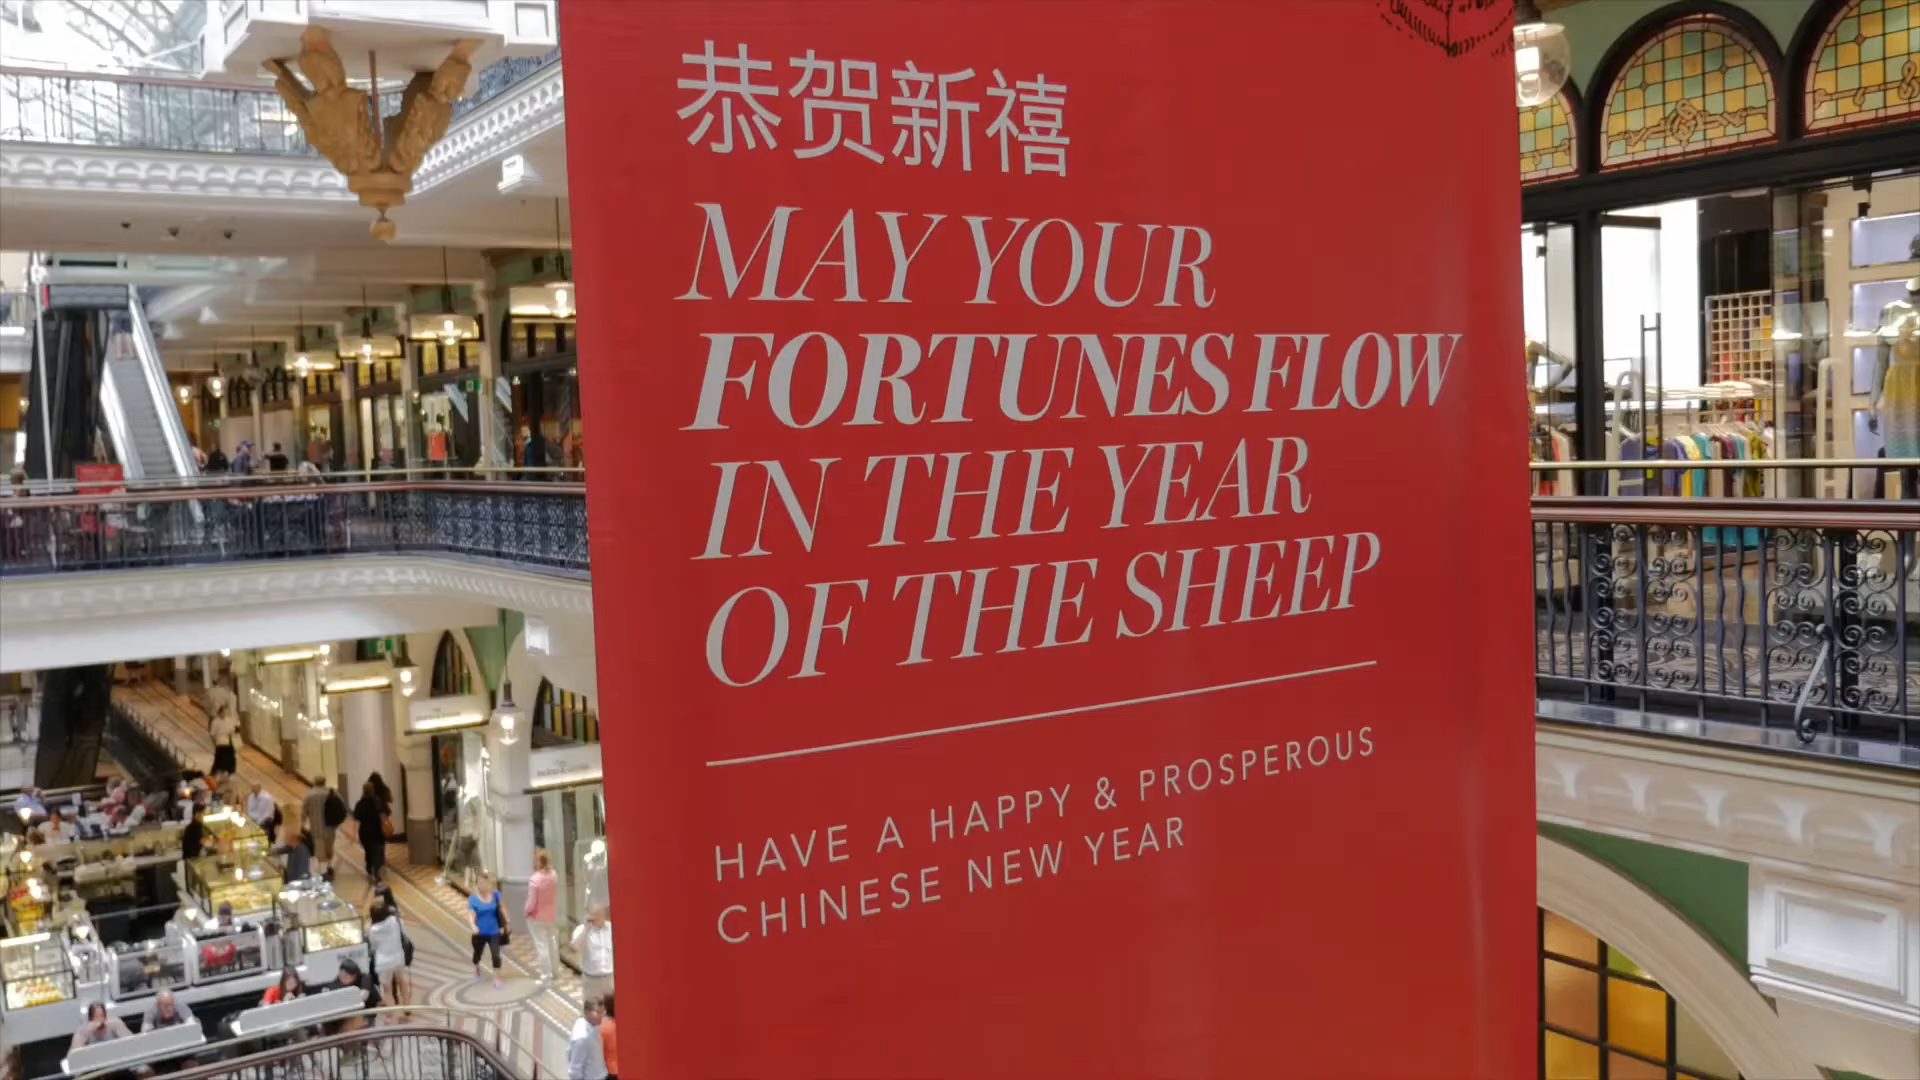 恭贺新禧
MAY YOUR
FORTUNES FLOW
IN THE YEAR
OF THE SHEEP
HAVE A HAPPY & PROSPEROUS
CHINESE NEW YEAR